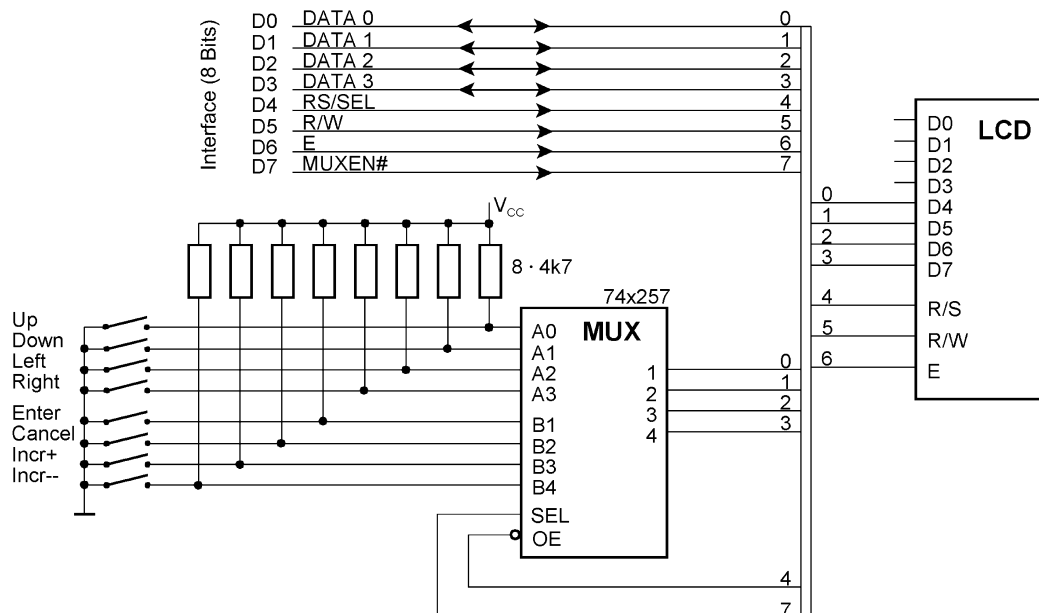 Interface (8 Bits)
D0 DATA 0 0
D1 DATA 1 1
D2 DATA 2 2
D3 DATA 3 3
D4 RS/SEL 4
D5 R/W 5
D6 E 6
D7 MUXEN# 7
LCD
D0
D1
D2
D3
0 D4
1 D5
2 D6
3 D7
4 R/S
5 R/W
6 E
VCC
8 · 4k7
74x257
MUX
Up A0
Down A1
Left A2
Right A3
Enter B1
Cancel B2
Incr+ B3
Incr-- B4
1 0
2 1
3 2
4 3
SEL
OE
4
7